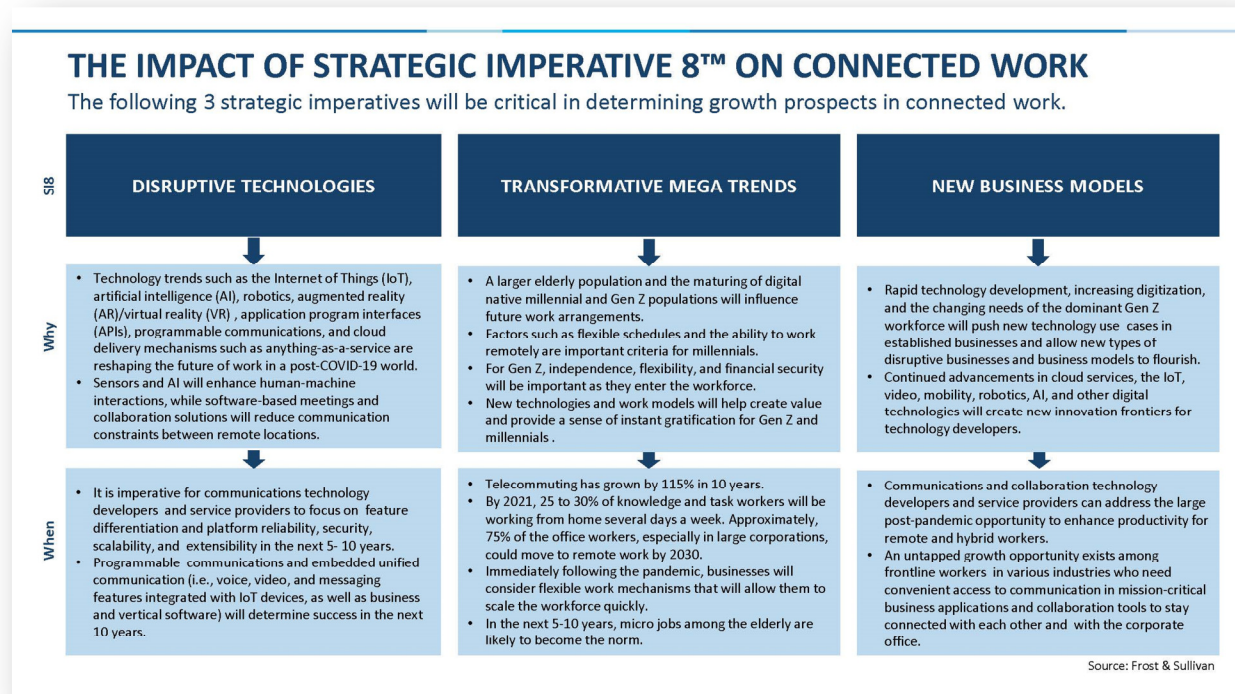 THE IMPACT OF STRATEGIC IMPERATIVE 8™ ON CONNECTED WORK
The following 3 strategic imperatives will be critical in determining growth prospects in connected work.
SI8
DISRUPTIVE TECHNOLOGIES
TRANSFORMATIVE MEGA TRENDS
NEW BUSINESS MODELS
Why
• Technology trends such as the Internet of Things (IoT),
artificial intelligence (AI), robotics, augmented reality
(AR)/virtual reality (VR) , application program interfaces
(APIs), programmable communications, and cloud
delivery mechanisms such as anything-as-a-service are
reshaping the future of work in a post-COVID-19 world.
• Sensors and AI will enhance human-machine
interactions, while software-based meetings and
collaboration solutions will reduce communication
constraints between remote locations.
• A larger elderly population and the maturing of digital
native millennial and Gen Z populations will influence
future work arrangements.
• Factors such as flexible schedules and the ability to work
remotely are important criteria for millennials.
• For Gen Z, independence, flexibility, and financial security
will be important as they enter the workforce.
• New technologies and work models will help create value
and provide a sense of instant gratification for Gen Z and
millennials .
• Rapid technology development, increasing digitization,
and the changing needs of the dominant Gen Z
workforce will push new technology use cases in
established businesses and allow new types of
disruptive businesses and business models to flourish.
• Continued advancements in cloud services, the IoT,
video, mobility, robotics, AI, and other digital
technologies will create new innovation frontiers for
technology developers.
When
• It is imperative for communications technology
developers and service providers to focus on feature
differentiation and platform reliability, security,
scalability, and extensibility in the next 5- 10 years.
• Programmable communications and embedded unified
communication (i.e., voice, video, and messaging
features integrated with IoT devices, as well as business
and vertical software) will determine success in the next
10 years.
• Telecommuting has grown by 115% in 10 years.
• By 2021, 25 to 30% of knowledge and task workers will be
working from home several days a week. Approximately,
75% of the office workers, especially in large corporations,
could move to remote work by 2030.
• Immediately following the pandemic, businesses will
consider flexible work mechanisms that will allow them to
scale the workforce quickly.
• In the next 5-10 years, micro jobs among the elderly are
likely to become the norm.
• Communications and collaboration technology
developers and service providers can address the large
post-pandemic opportunity to enhance productivity for
remote and hybrid workers.
• An untapped growth opportunity exists among
frontline workers in various industries who need
convenient access to communication in mission-critical
business applications and collaboration tools to stay
connected with each other and with the corporate
office.
Source: Frost & Sullivan